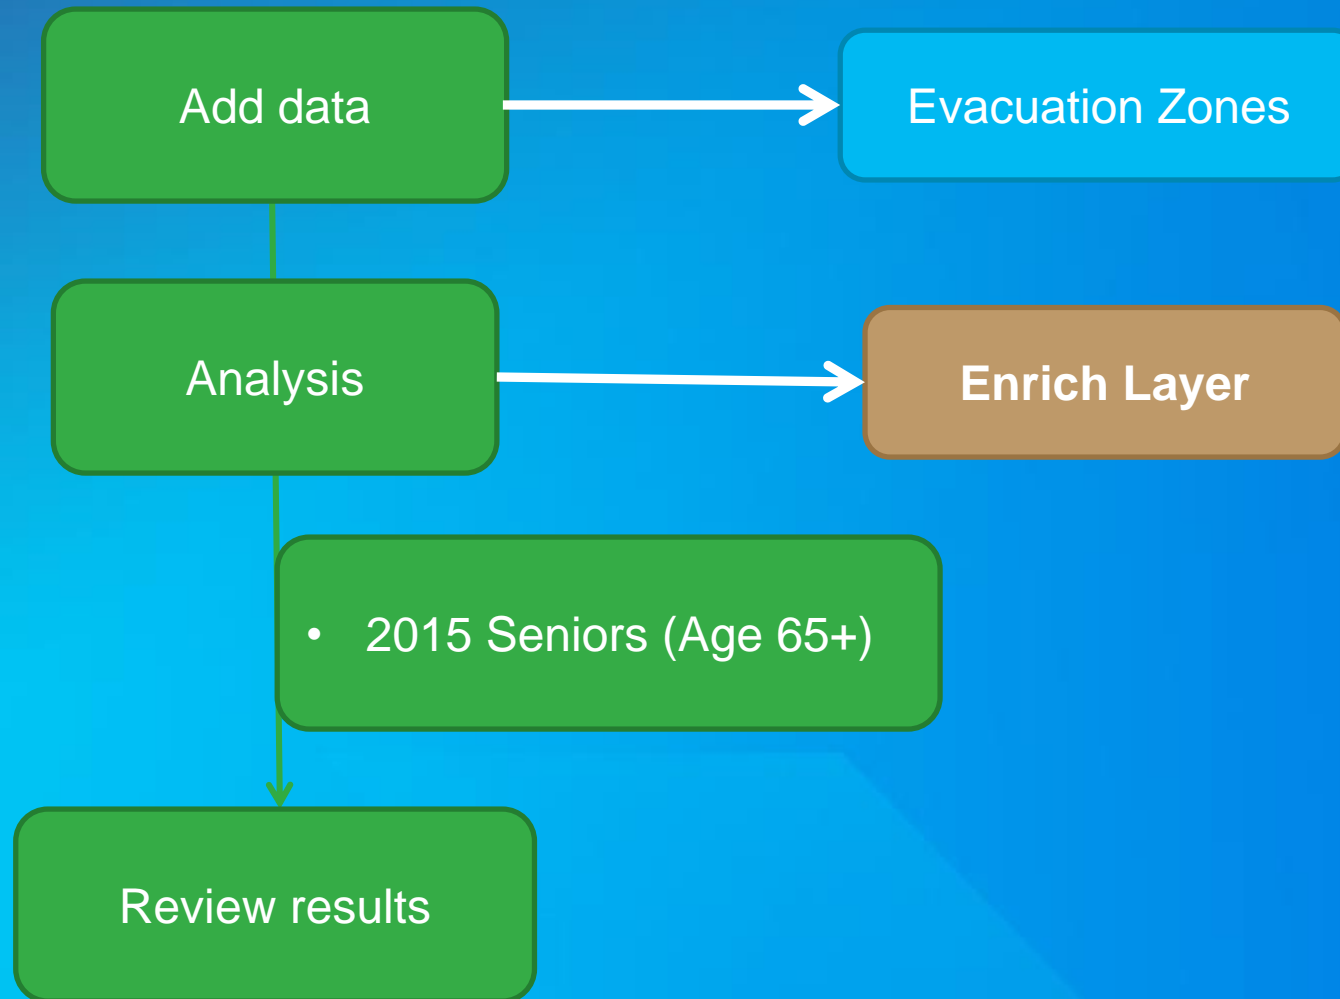 Add data
Evacuation Zones
Analysis
Enrich Layer
• 2015 Seniors (Age 65+)
Review results